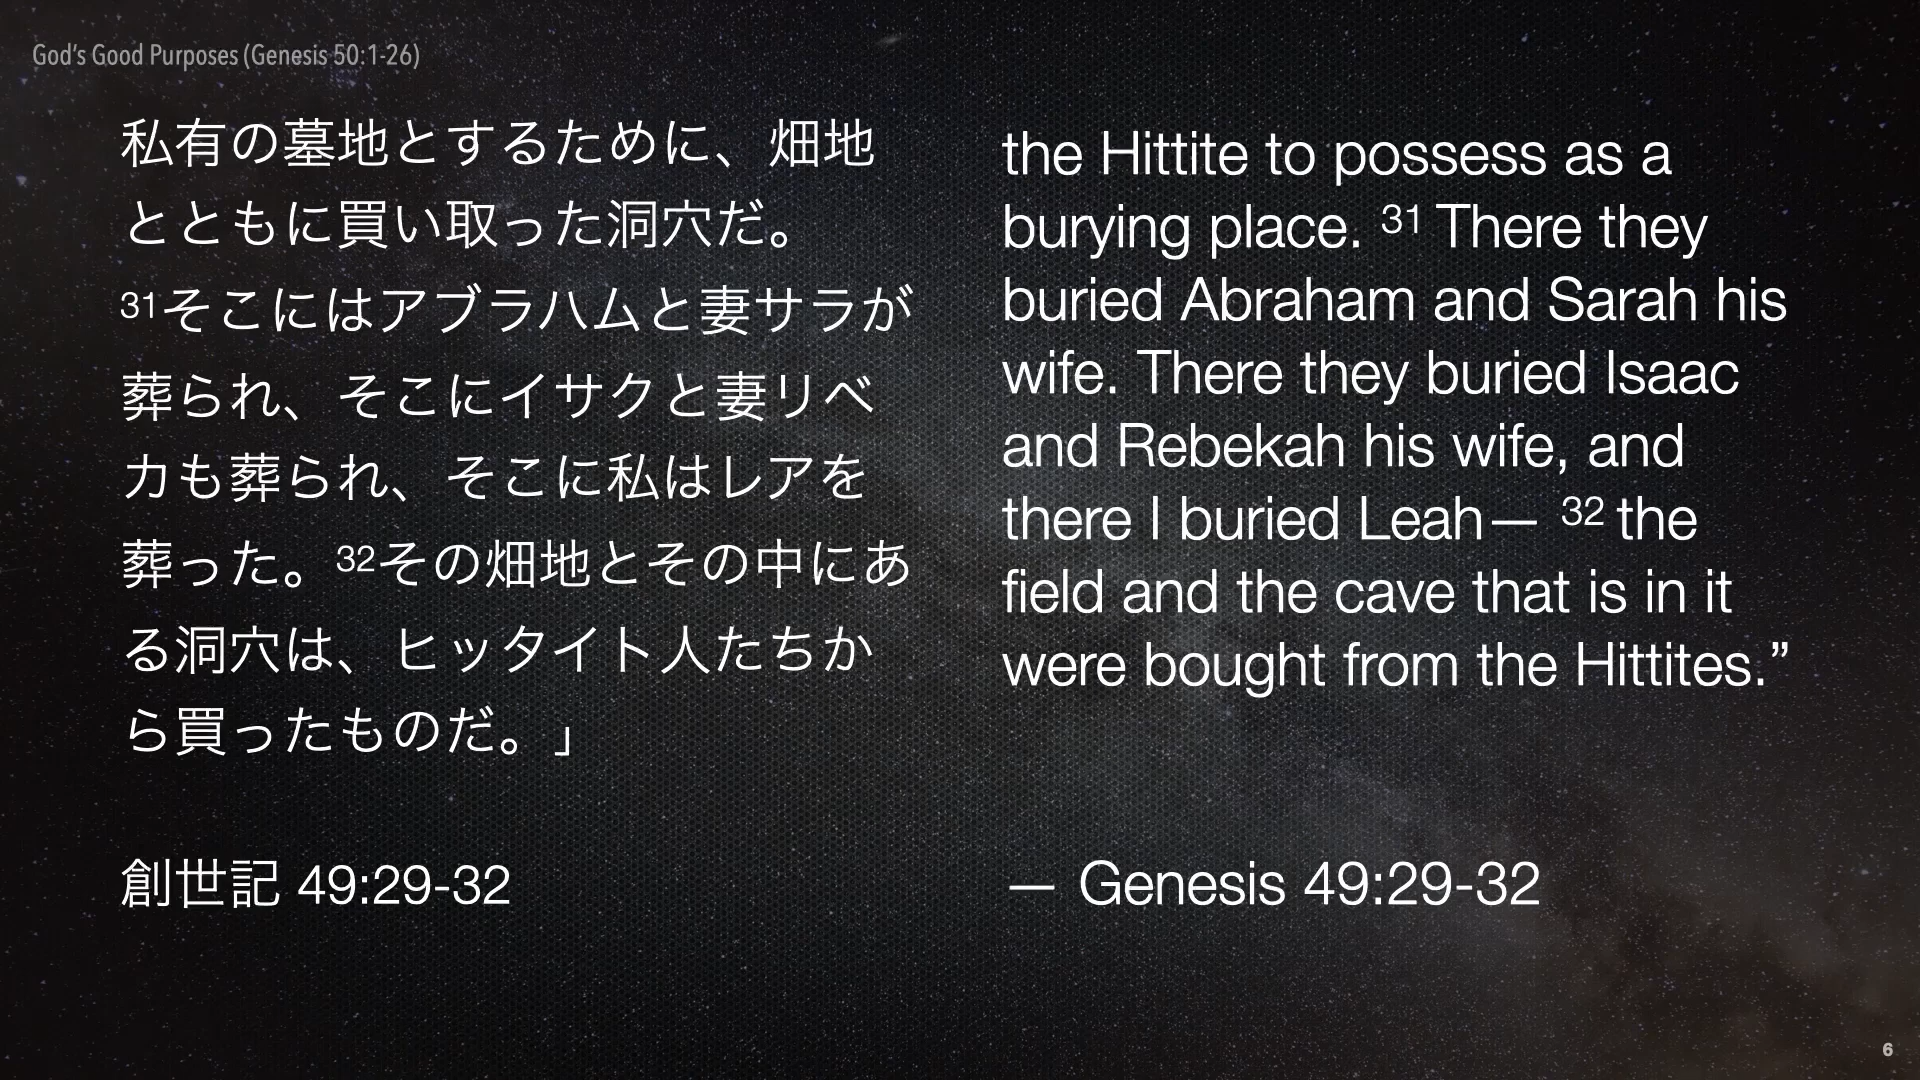 God’s Good Purposes (Genesis 50:1-26)
私有の墓地とするために、畑地
とともに買い取った洞穴だ。
31そこにはアブラハムと妻サラが
葬られ、そこにイサクと妻リベ
カも葬られ、そこに私はレアを
葬った。32その畑地とその中にあ
る洞穴は、ヒッタイト人たちか
ら買ったものだ。」
創世記 49:29-32
the Hittite to possess as a
burying place. 31 There they
buried Abraham and Sarah his
wife. There they buried Isaac
and Rebekah his wife, and
there I buried Leah— 32 the
field and the cave that is in it
were bought from the Hittites.”
— Genesis 49:29-32
6